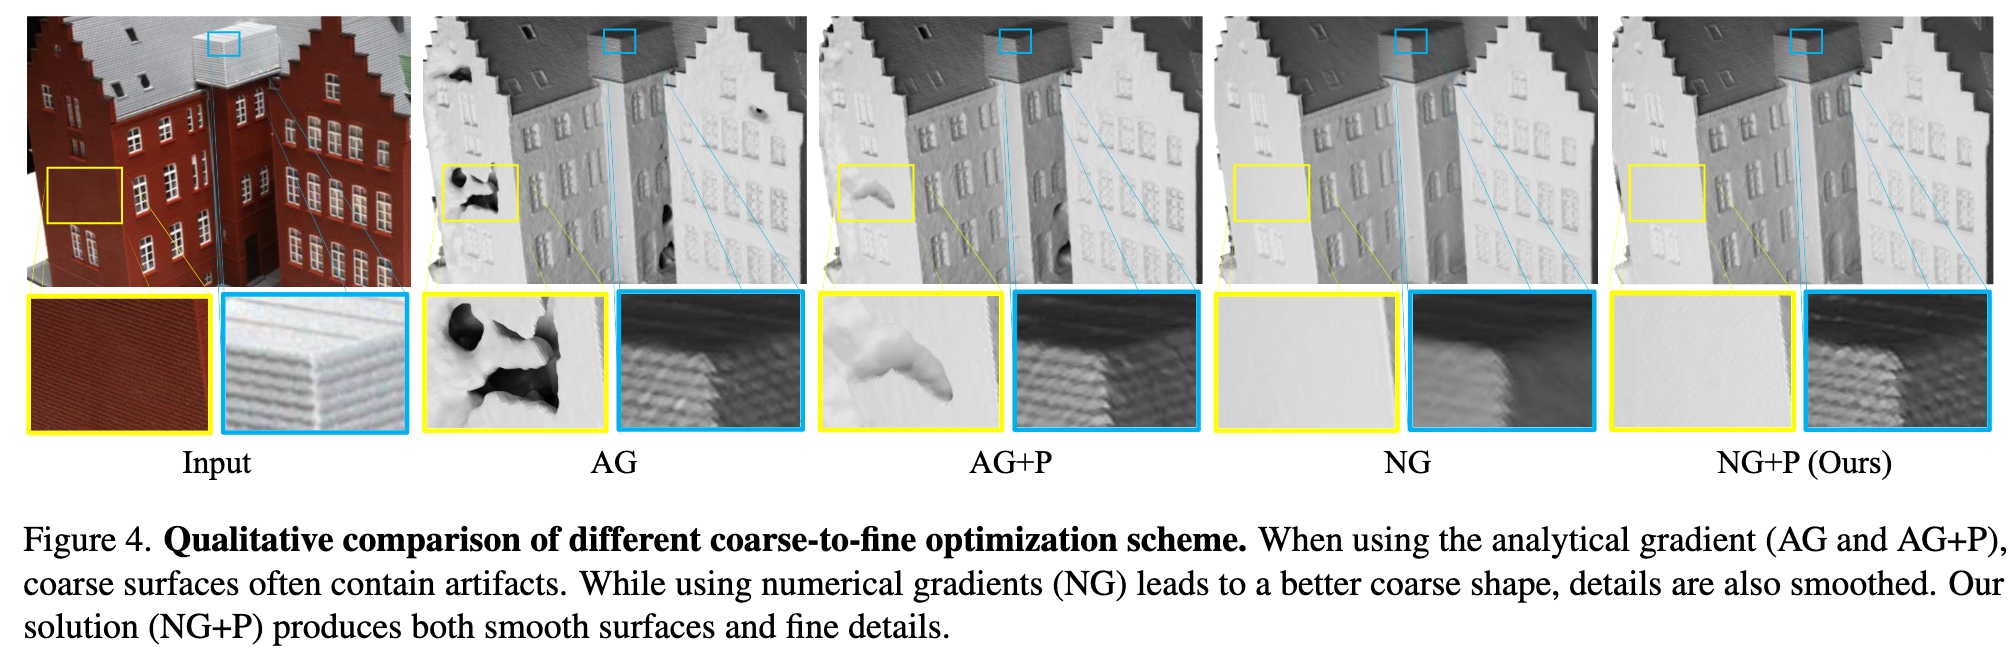 Input AG AG+P NG NG+P (Ours)
Figure 4. Qualitative comparison of different coarse-to-fine optimization scheme. When using the analytical gradient (AG and AG+P),
coarse surfaces often contain artifacts. While using numerical gradients (NG) leads to a better coarse shape, details are also smoothed. Our
solution (NG+P) produces both smooth surfaces and fine details.